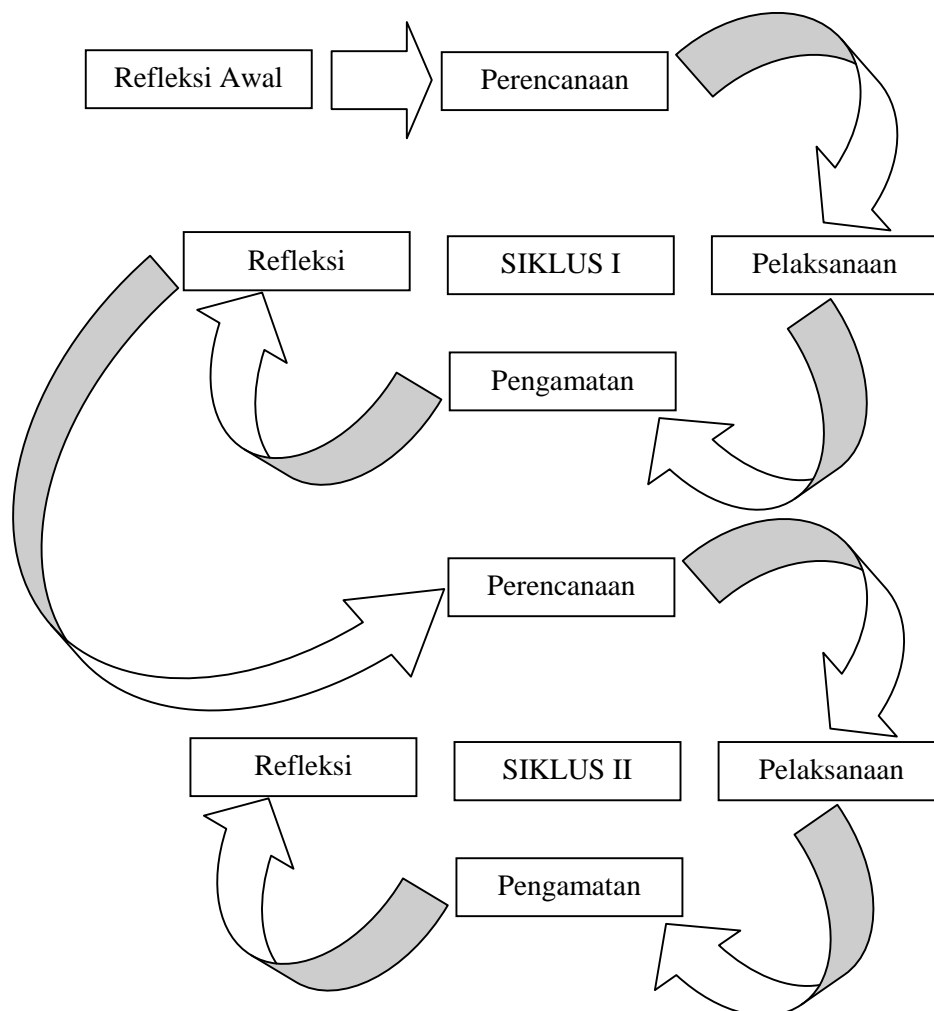 Refleksi Awal
Perencanaan
Refleksi
SIKLUS I
Pelaksanaan
Pengamatan
Perencanaan
Refleksi
SIKLUS II
Pelaksanaan
Pengamatan